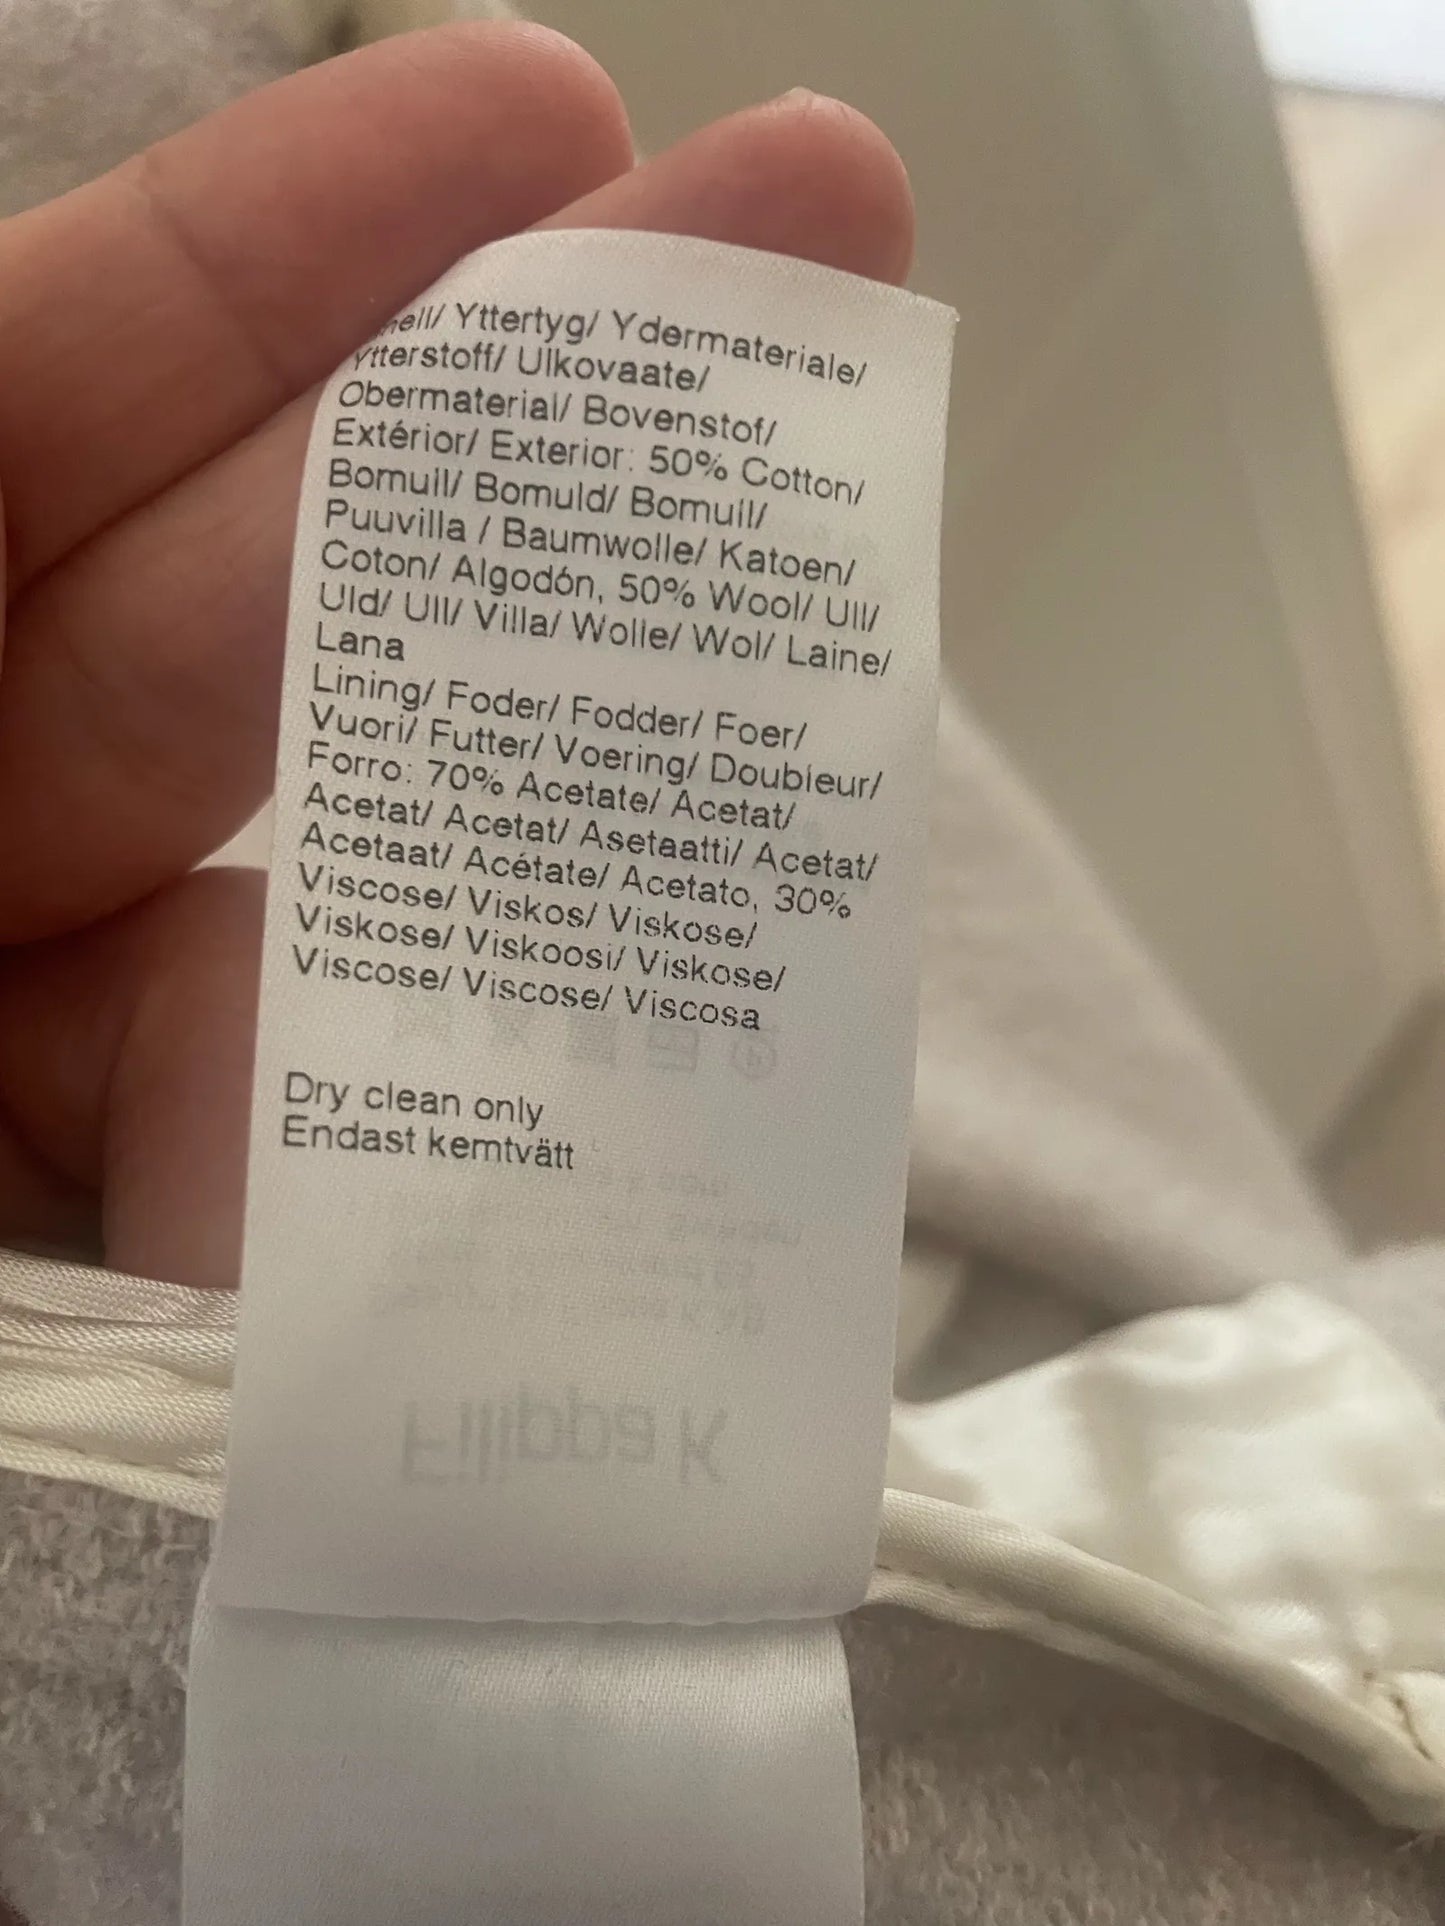 Yttertyg/ Ydermateriale/
Ytterstoff/ Ulkovaate/
Obermaterial/ Bovenstof/
Extérior/ Exterior: 50% Cotton/
Bomull/ Bomuld/ Bomull/
Puuvilla / Baumwolle/ Katoen/
Coton/ Algodón, 50% Wool/ Ull/
Uld/ Ull/ Villa/ Wolle/ Wol/ Laine/
Lana
Lining/ Foder/ Fodder/ Foer/
Vuori/ Futter/ Voering/ Doubleur/
Forro: 70% Acetate/ Acetat/
Acetat/ Acetat/ Asetaatti/ Acetat/
Acetaat/ Acétate/ Acetato, 30%
Viscose/ Viskos/ Viskose/
Viskose/ Viskoosi/ Viskose/
Viscose/ Viscose/ Viscosa
Dry clean only
Endast kemtvätt
Filippa K